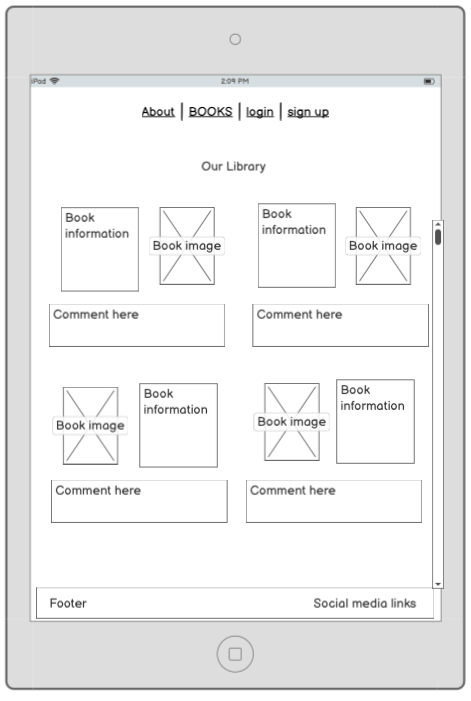 iPad 2:09 PM
About | BOOKS | login | sign up
Our Library
Book information
Book image
Book information
Book image
Comment here
Comment here
Book image
Book information
Book image
Book information
Comment here
Comment here
Footer Social media links